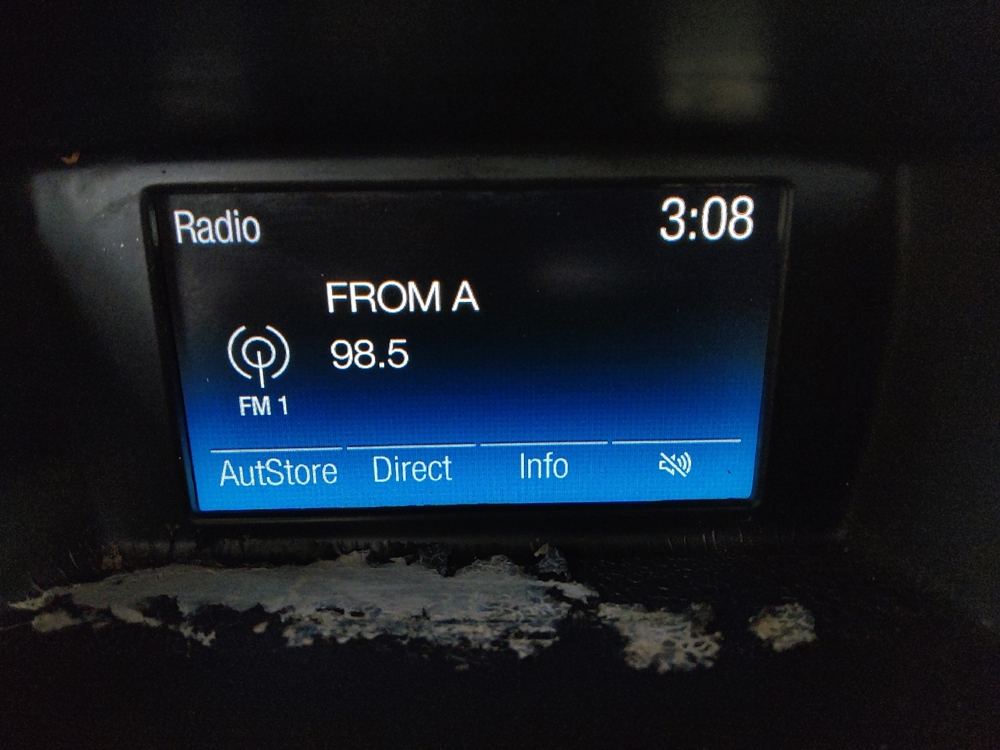 Radio 3:08
FROM A
98.5
FM 1
AutStore Direct Info